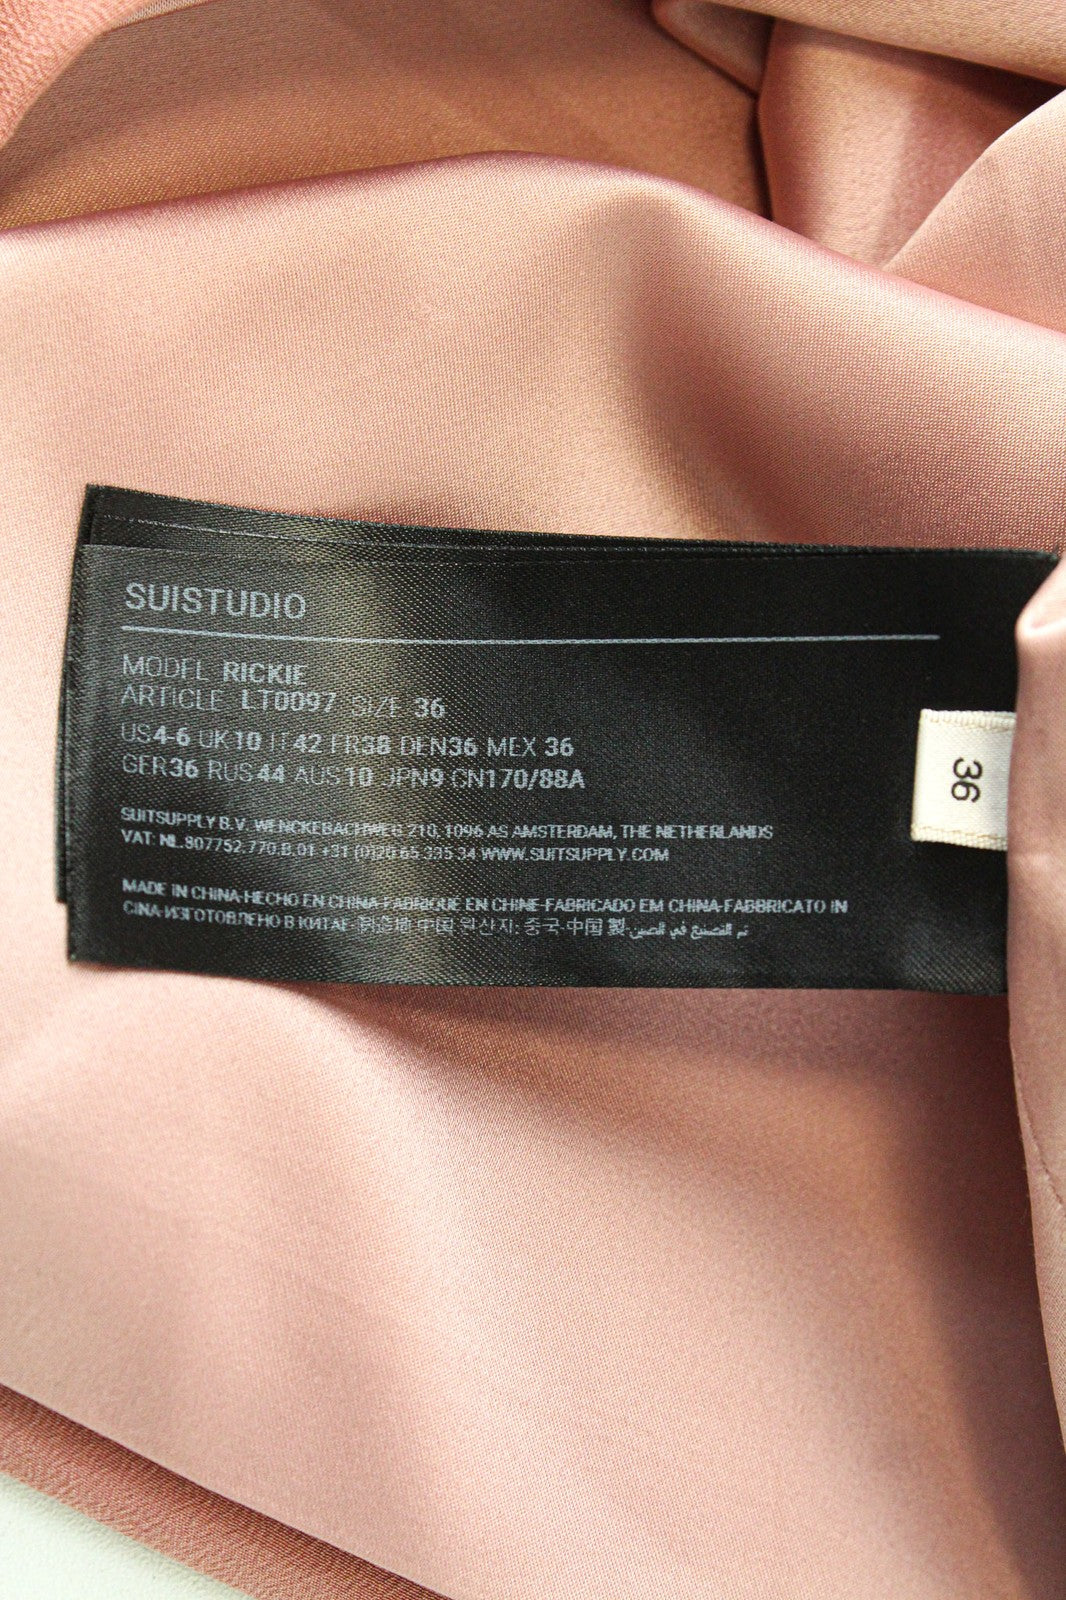 SUISTUDIO
MODEL RICKIE
ARTICLE LT0097 SIZE 36
US4-6 UK10 IT42 FR38 DEN36 MEX 36
GER36 RUS44 AUS10 JPN9 CN170/88A
SUITSUPPLY B.V. WENCKEBACHWEG 210, 1096 AS AMSTERDAM, THE NETHERLANDS
VAT: NL.807752.770.B.01 +31 (0)20 65 335 34 WWW.SUITSUPPLY.COM
MADE IN CHINA-HECHO EN CHINA-FABRIQUE EN CHINE-FABRICADO EM CHINA-FABBRICATO IN
CINA-ИЗГОТОВЛЕНО В КИТАЕ- 制造地 中国 원산지: 중국-中国 製-تم التصنيع في الصين
36